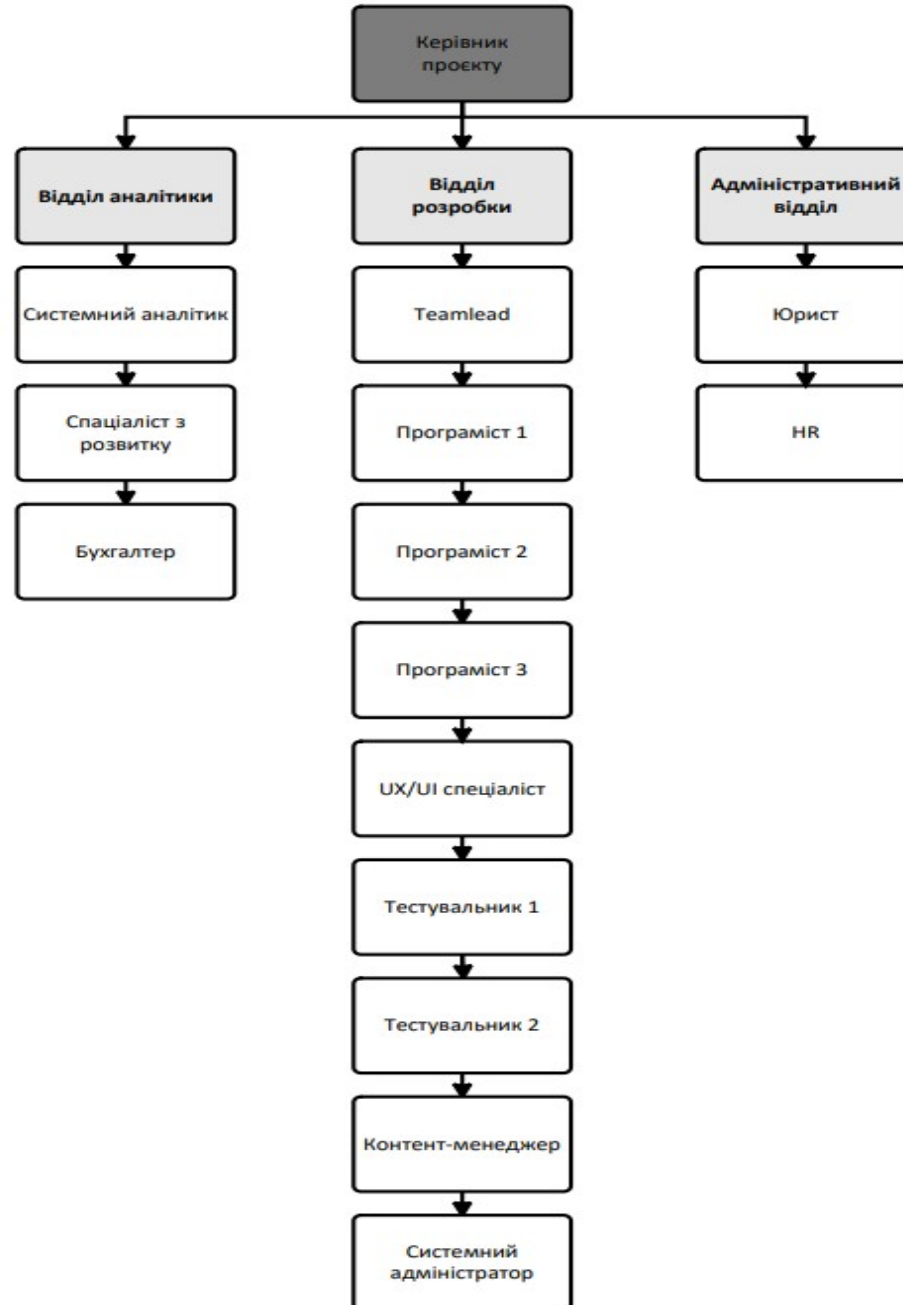 Керівник
проєкту
Відділ аналітики
Системний аналітик
Спаціаліст з
розвитку
Бухгалтер
Відділ
розробки
Teamlead
Програміст 1
Програміст 2
Програміст 3
UX/UI спеціаліст
Тестувальник 1
Тестувальник 2
Контент-менеджер
Системний
адміністратор
Адміністративний
відділ
Юрист
HR